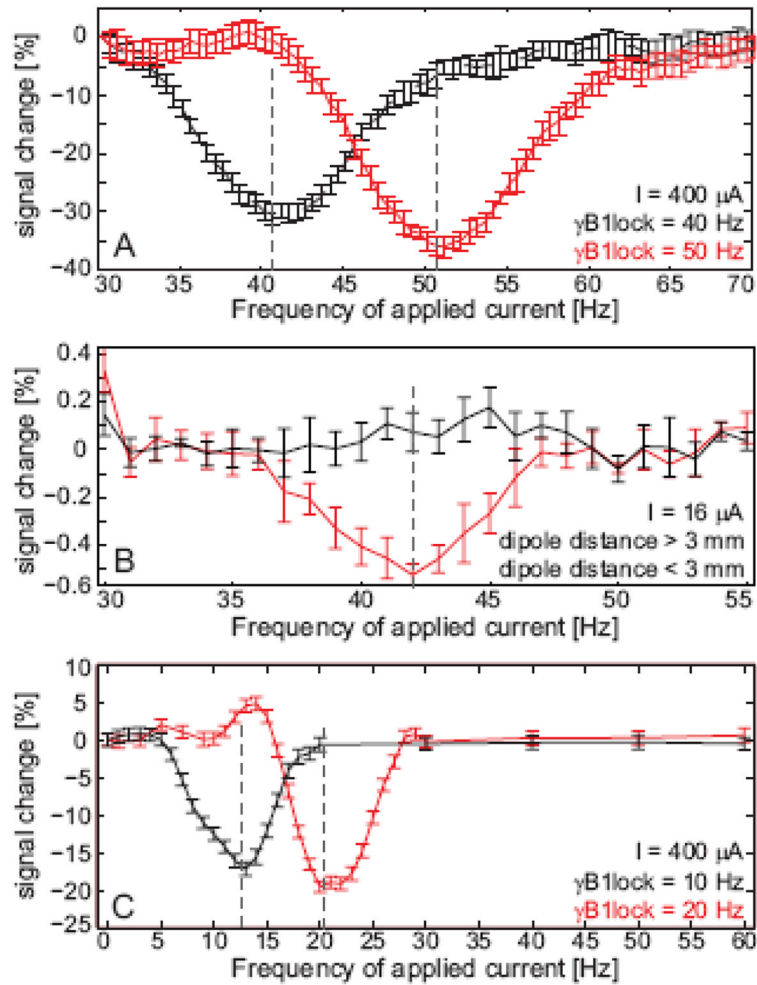 0
−10
−20
−30
−40
signal change [%]
A
I = 400 µA
γB1lock = 40 Hz
γB1lock = 50 Hz
30 35 40 45 50 55 60 65 70
Frequency of applied current [Hz]
0.4
0.2
0
−0.2
−0.4
−0.6
signal change [%]
B
I = 16 µA
dipole distance > 3 mm
dipole distance < 3 mm
30 35 40 45 50 55
Frequency of applied current [Hz]
10
5
0
−5
−10
−15
−20
−25
signal change [%]
C
I = 400 µA
γB1lock = 10 Hz
γB1lock = 20 Hz
0 5 10 15 20 25 30 35 40 45 50 55 60
Frequency of applied current [Hz]